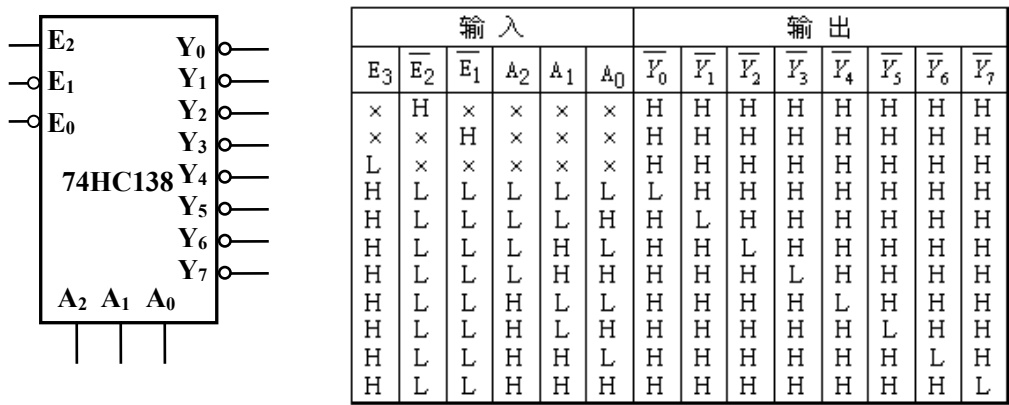 E₂ Y₀
E₁ Y₁
E₀ Y₂
Y₃
74HC138 Y₄
Y₅
Y₆
Y₇
A₂ A₁ A₀
输入 输出
E₃ E̅₂ E̅₁ A₂ A₁ A₀ Y̅₀ Y̅₁ Y̅₂ Y̅₃ Y̅₄ Y̅₅ Y̅₆ Y̅₇
× H × × × × H H H H H H H H
× × H × × × H H H H H H H H
L × × × × × H H H H H H H H
H L L L L L L H H H H H H H
H L L L L H H L H H H H H H
H L L L H L H H L H H H H H
H L L L H H H H H L H H H H
H L L H L L H H H H L H H H
H L L H L H H H H H H L H H
H L L H H L H H H H H H L H
H L L H H H H H H H H H H L